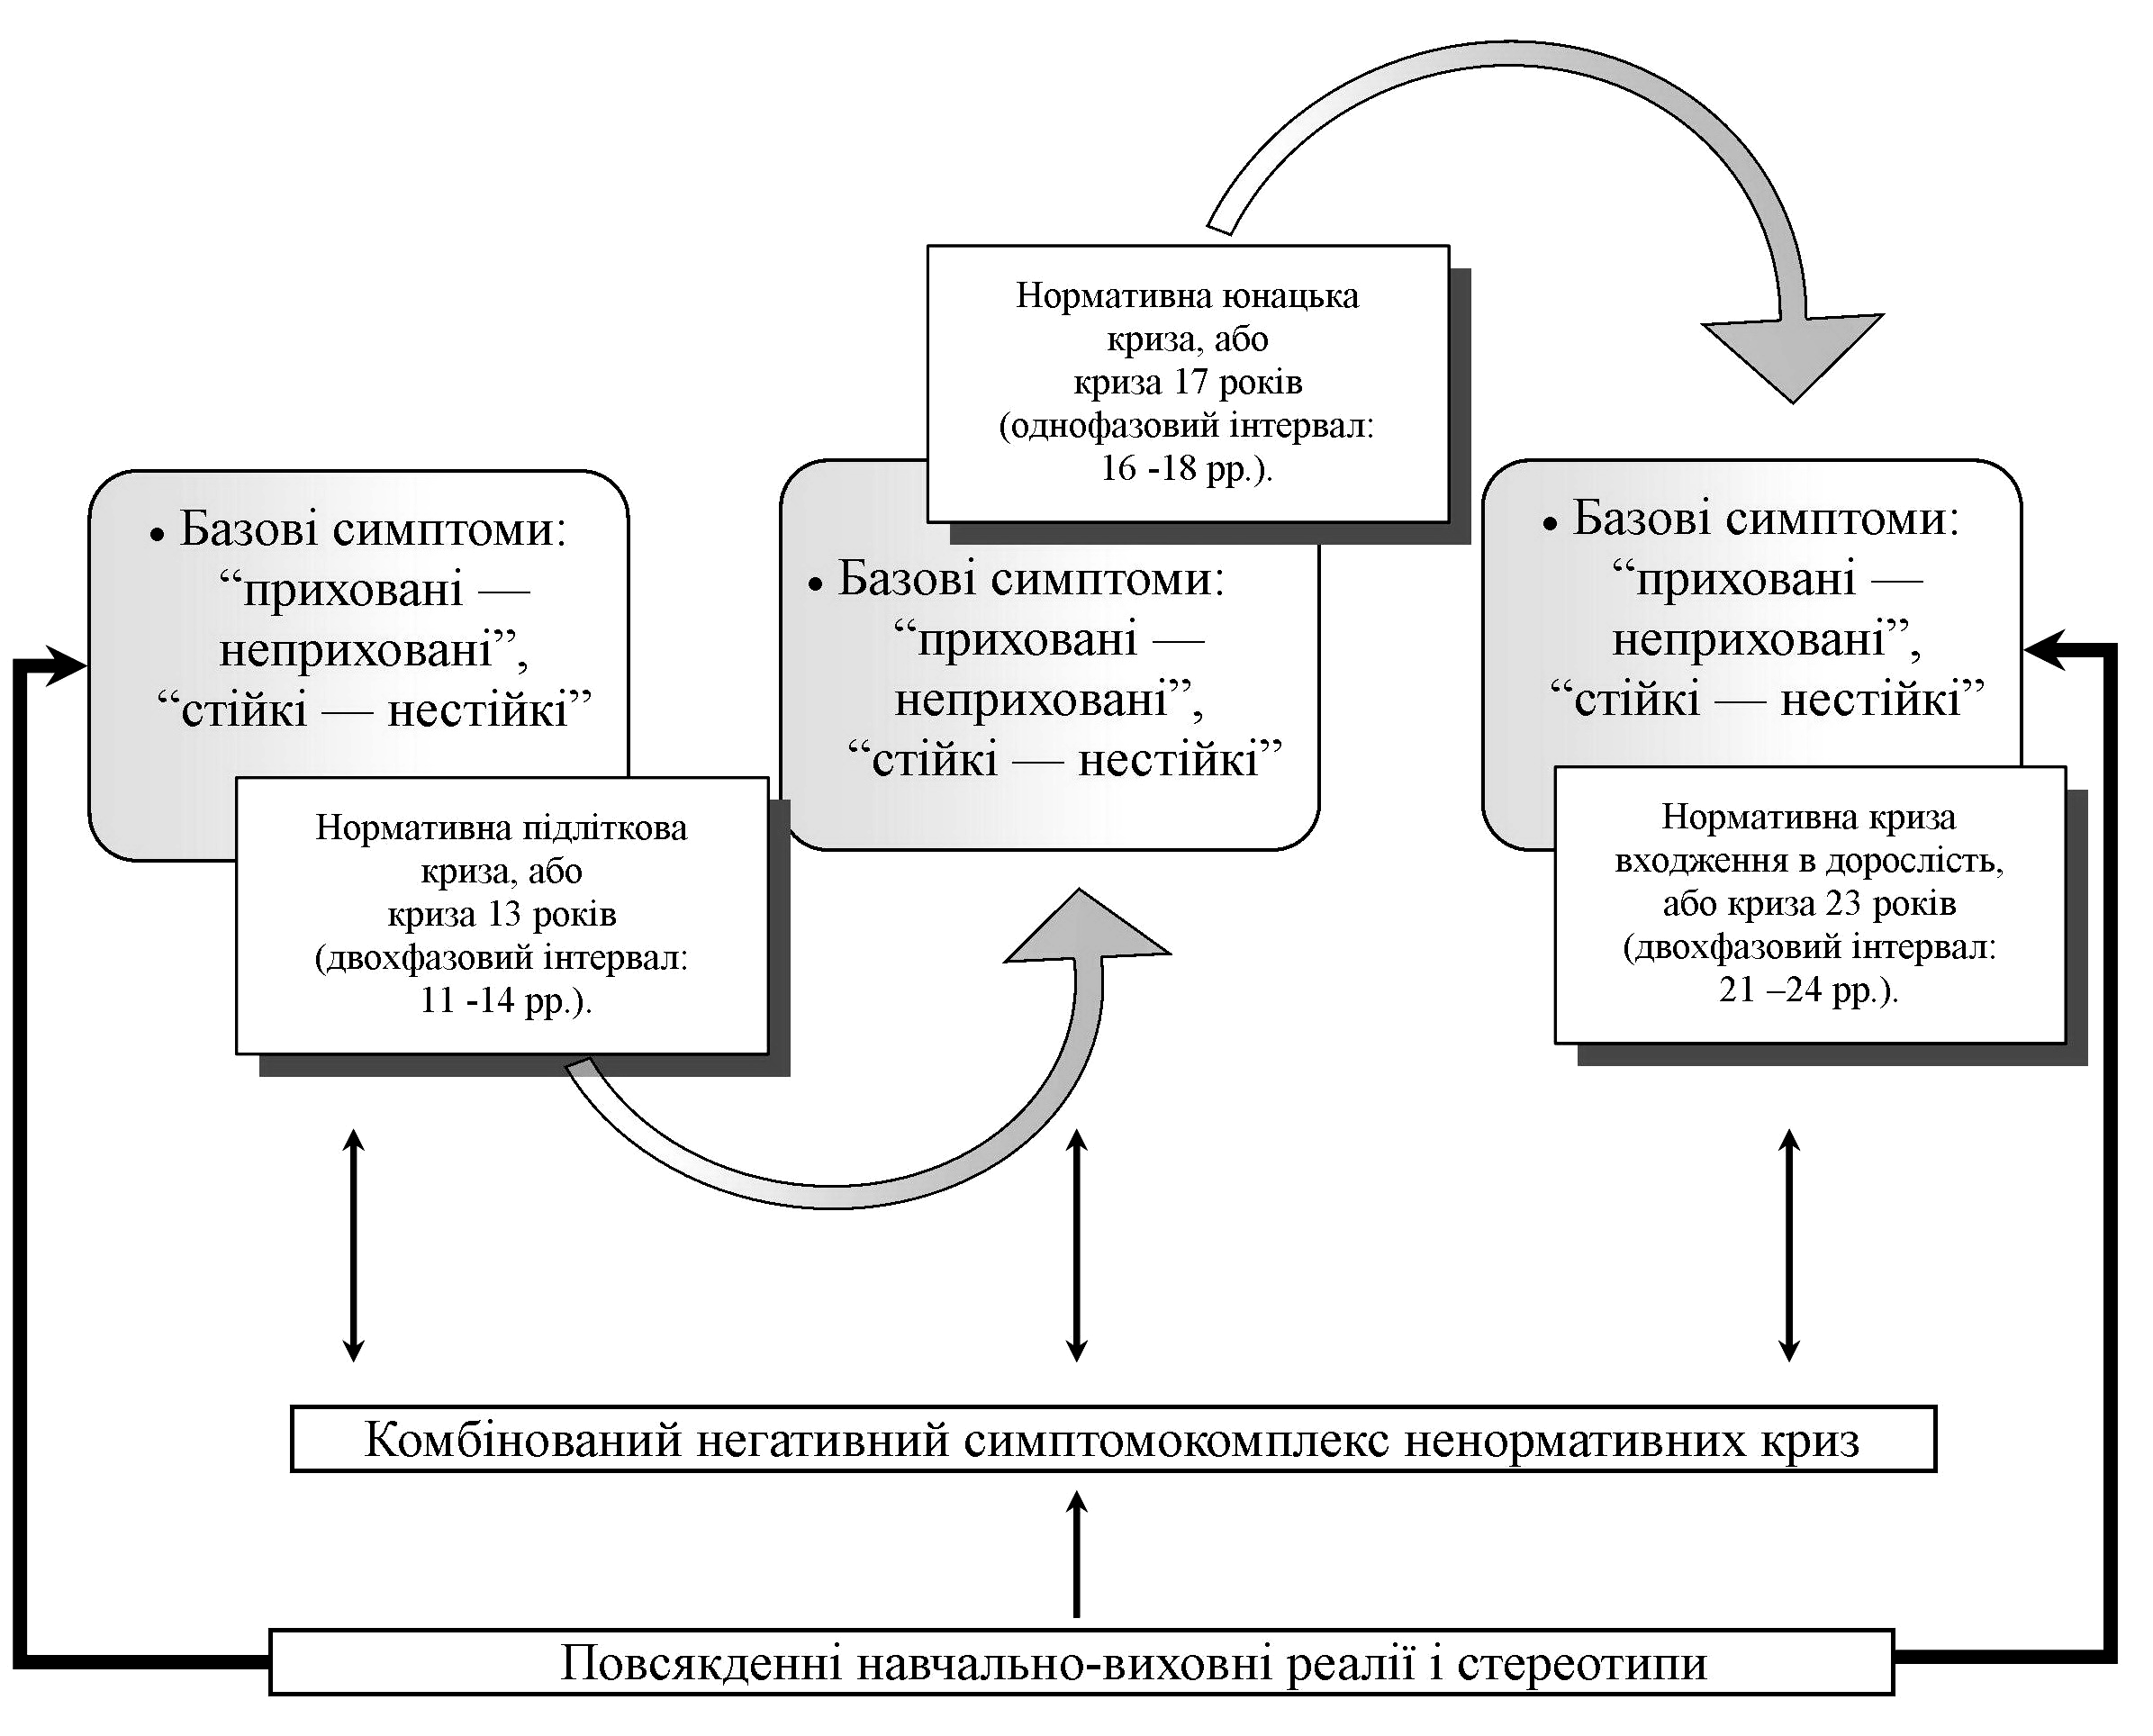 Нормативна юнацька
криза, або
криза 17 років
(однофазовий інтервал:
16 -18 рр.).
• Базові симптоми:
“приховані —
неприховані”,
“стійкі — нестійкі”
Нормативна підліткова
криза, або
криза 13 років
(двохфазовий інтервал:
11 -14 рр.).
• Базові симптоми:
“приховані —
неприховані”,
“стійкі — нестійкі”
• Базові симптоми:
“приховані —
неприховані”,
“стійкі — нестійкі”
Нормативна криза
входження в дорослість,
або криза 23 років
(двохфазовий інтервал:
21 –24 рр.).
Комбінований негативний симптомокомплекс ненормативних криз
Повсякденні навчально-виховні реалії і стереотипи